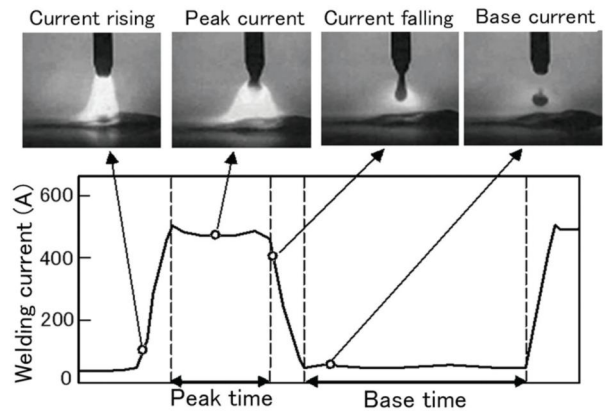 Current rising
Peak current
Current falling
Base current
Welding current (A)
600
400
200
0
Peak time
Base time